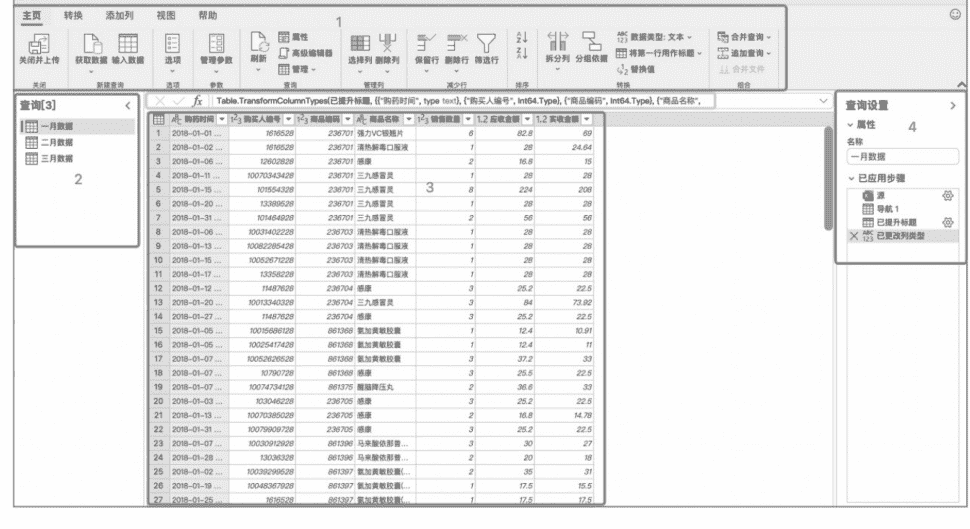 主页 转换 添加列 视图 帮助
1
关闭并上传 获取数据 输入数据 选项 管理参数 刷新 属性 高级编辑器 管理 选择列 删除列 保留行 删除行 筛选行 拆分列 分组依据 数据类型: 文本 将第一行用作标题 替换值 合并查询 追加查询 合并文件
关闭 新建查询 选项 参数 查询 管理列 减少行 排序 转换 组合
查询[3]
一月数据
二月数据
三月数据
2
fx Table.TransformColumnTypes(已提升标题, {{"购药时间", type text}, {"购买人编号", Int64.Type}, {"商品编码", Int64.Type}, {"商品名称",
购药时间 购买人编号 商品编码 商品名称 销售数量 1.2 应收金额 1.2 实收金额
1 2018-01-01 ... 1616528 236701 强力VC银翘片 6 82.8 69
2 2018-01-02 ... 1616528 236701 清热解毒口服液 1 28 24.64
3 2018-01-06 ... 12602828 236701 感康 2 16.8 15
4 2018-01-11 ... 10070343428 236701 三九感冒灵 1 28 28
5 2018-01-15 ... 101554328 236701 三九感冒灵 8 224 208
6 2018-01-20 ... 13389528 236701 三九感冒灵 1 28 28
7 2018-01-31 ... 101464928 236701 三九感冒灵 2 56 56
8 2018-01-06 ... 10031402228 236703 清热解毒口服液 1 28 28
9 2018-01-13 ... 10082285428 236703 清热解毒口服液 1 28 28
10 2018-01-15 ... 10052671228 236703 清热解毒口服液 1 28 28
11 2018-01-17 ... 13358228 236703 清热解毒口服液 1 28 28
12 2018-01-11 ... 11487628 236704 感康 3 25.2 22.5
13 2018-01-20 ... 10013340328 236704 三九感冒灵 3 84 73.92
14 2018-01-27 ... 11487628 236704 感康 3 25.2 22.5
15 2018-01-05 ... 10015686128 861368 氨加黄敏胶囊 1 12.4 10.91
16 2018-01-05 ... 10025417428 861368 氨加黄敏胶囊 1 12.4 11
17 2018-01-07 ... 10052626528 861368 氨加黄敏胶囊 3 37.2 33
18 2018-01-07 ... 10790728 861368 感康 3 25.5 22.5
19 2018-01-07 ... 10074734128 861375 醒脑降压丸 2 36.6 33
20 2018-01-03 ... 103046228 236705 感康 3 25.2 22.5
21 2018-01-13 ... 10070385028 236705 感康 2 16.8 14.78
22 2018-01-31 ... 10079909728 236705 感康 3 25.2 22.5
23 2018-01-07 ... 10030912928 861396 马来酸依那普... 3 30 27
24 2018-01-28 ... 13036328 861396 马来酸依那普... 2 20 18
25 2018-01-02 ... 10039299528 861397 氨加黄敏胶囊(... 2 35 31
26 2018-01-19 ... 10048367928 861397 氨加黄敏胶囊(... 1 17.5 15.5
27 2018-01-25 ... 1616528 861397 氨加黄敏胶囊(... 1 17.5 17.5
3
查询设置
属性
4
名称
一月数据
已应用步骤
源
导航 1
已提升标题
已更改列类型